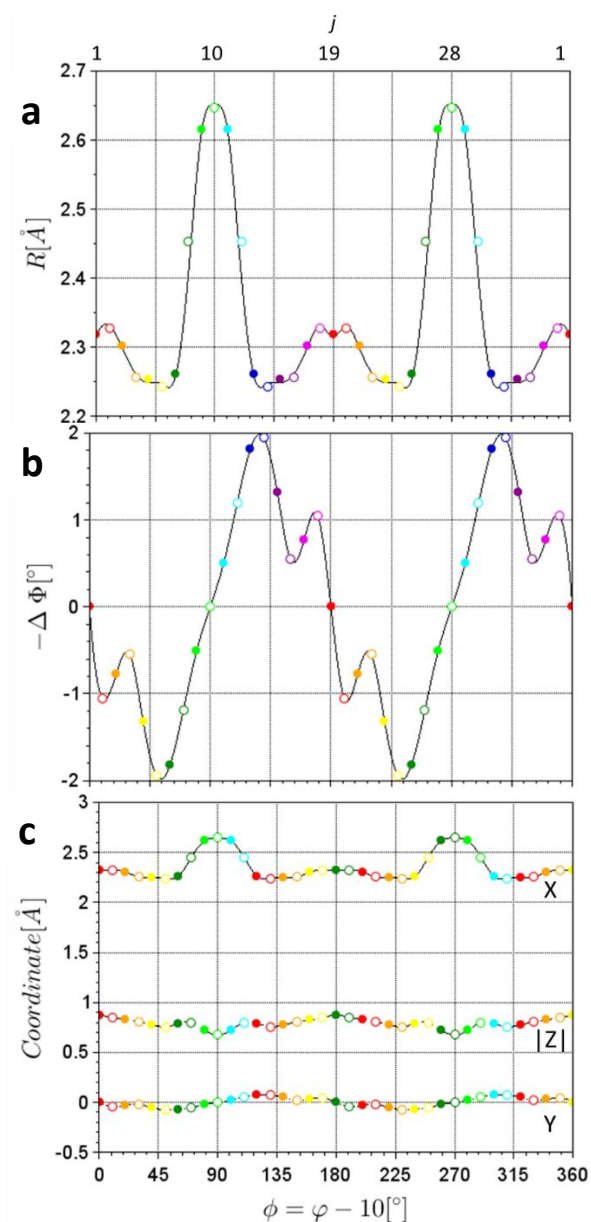 j
1 10 19 28 1
a
2.7
2.6
2.5
2.4
2.3
2.2
R[Å]
b
2
1
0
-1
-2
−Δ Φ[°]
c
3
2.5
2
1.5
1
0.5
0
-0.5
Coordinate[Å]
X
|Z|
Y
0 45 90 135 180 225 270 315 360
ϕ = φ − 10[°]